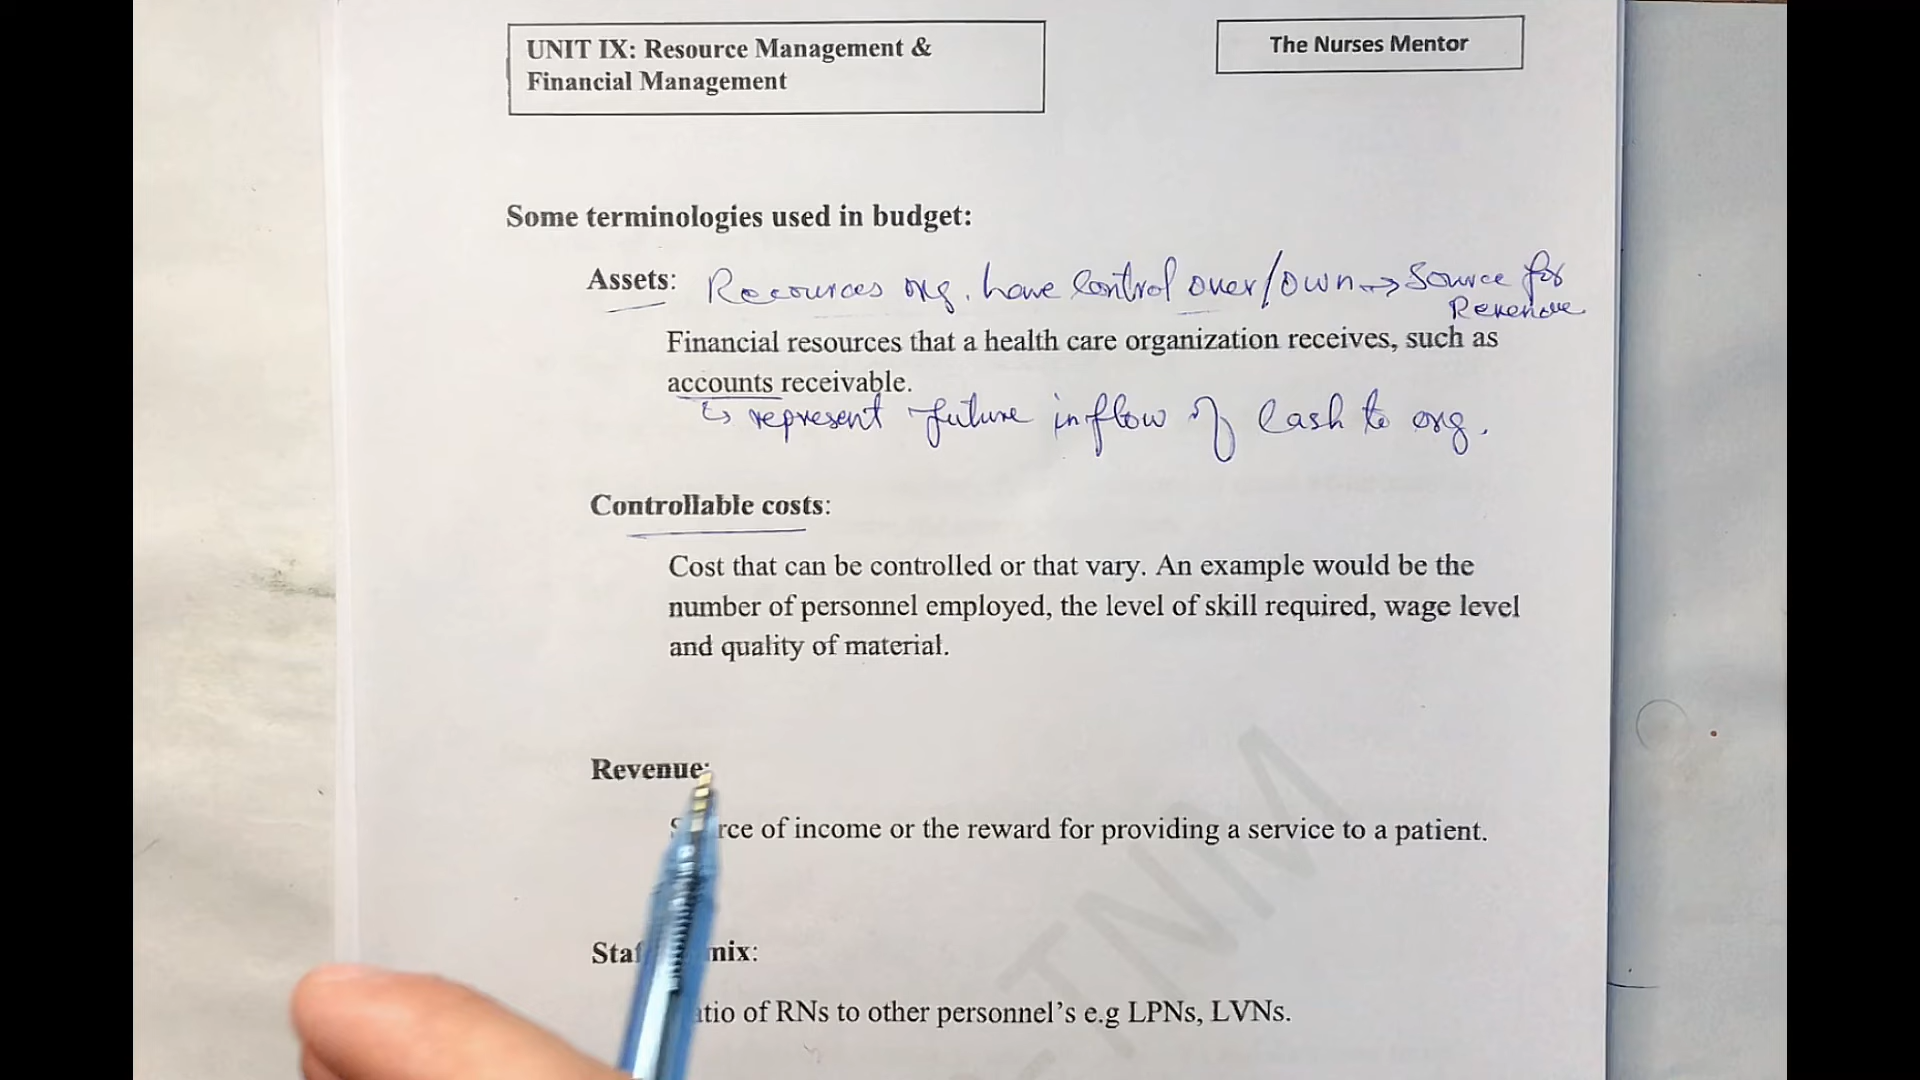 UNIT IX: Resource Management &
Financial Management
The Nurses Mentor
Some terminologies used in budget:
Assets: Recources org. have control over/own → Source for
Revenue
Financial resources that a health care organization receives, such as
accounts receivable.
↳ represent future inflow of Cash to org.
Controllable costs:
Cost that can be controlled or that vary. An example would be the
number of personnel employed, the level of skill required, wage level
and quality of material.
Revenue:
rce of income or the reward for providing a service to a patient.
mix:
of RNs to other personnel's e.g LPNs, LVNs.
TNM